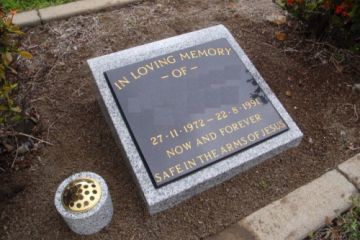 IN LOVING MEMORY
- OF -
27-11-1972 - 22-8-1991
NOW AND FOREVER
SAFE IN THE ARMS OF JESUS